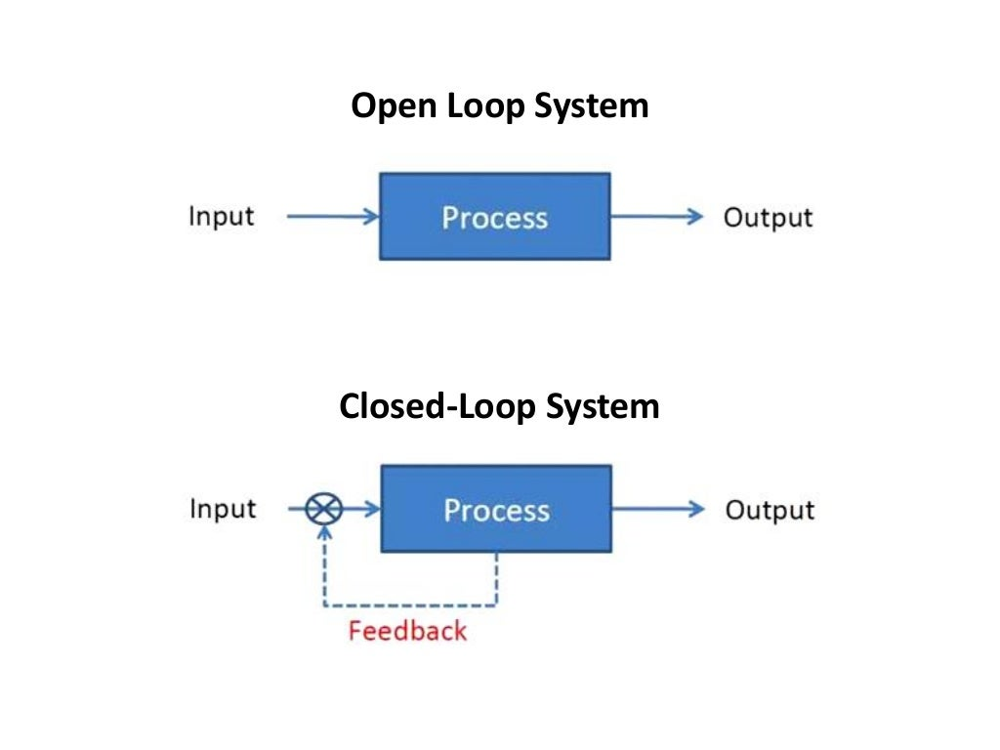 Open Loop System
Input Process Output
Closed-Loop System
Input Process Output
Feedback